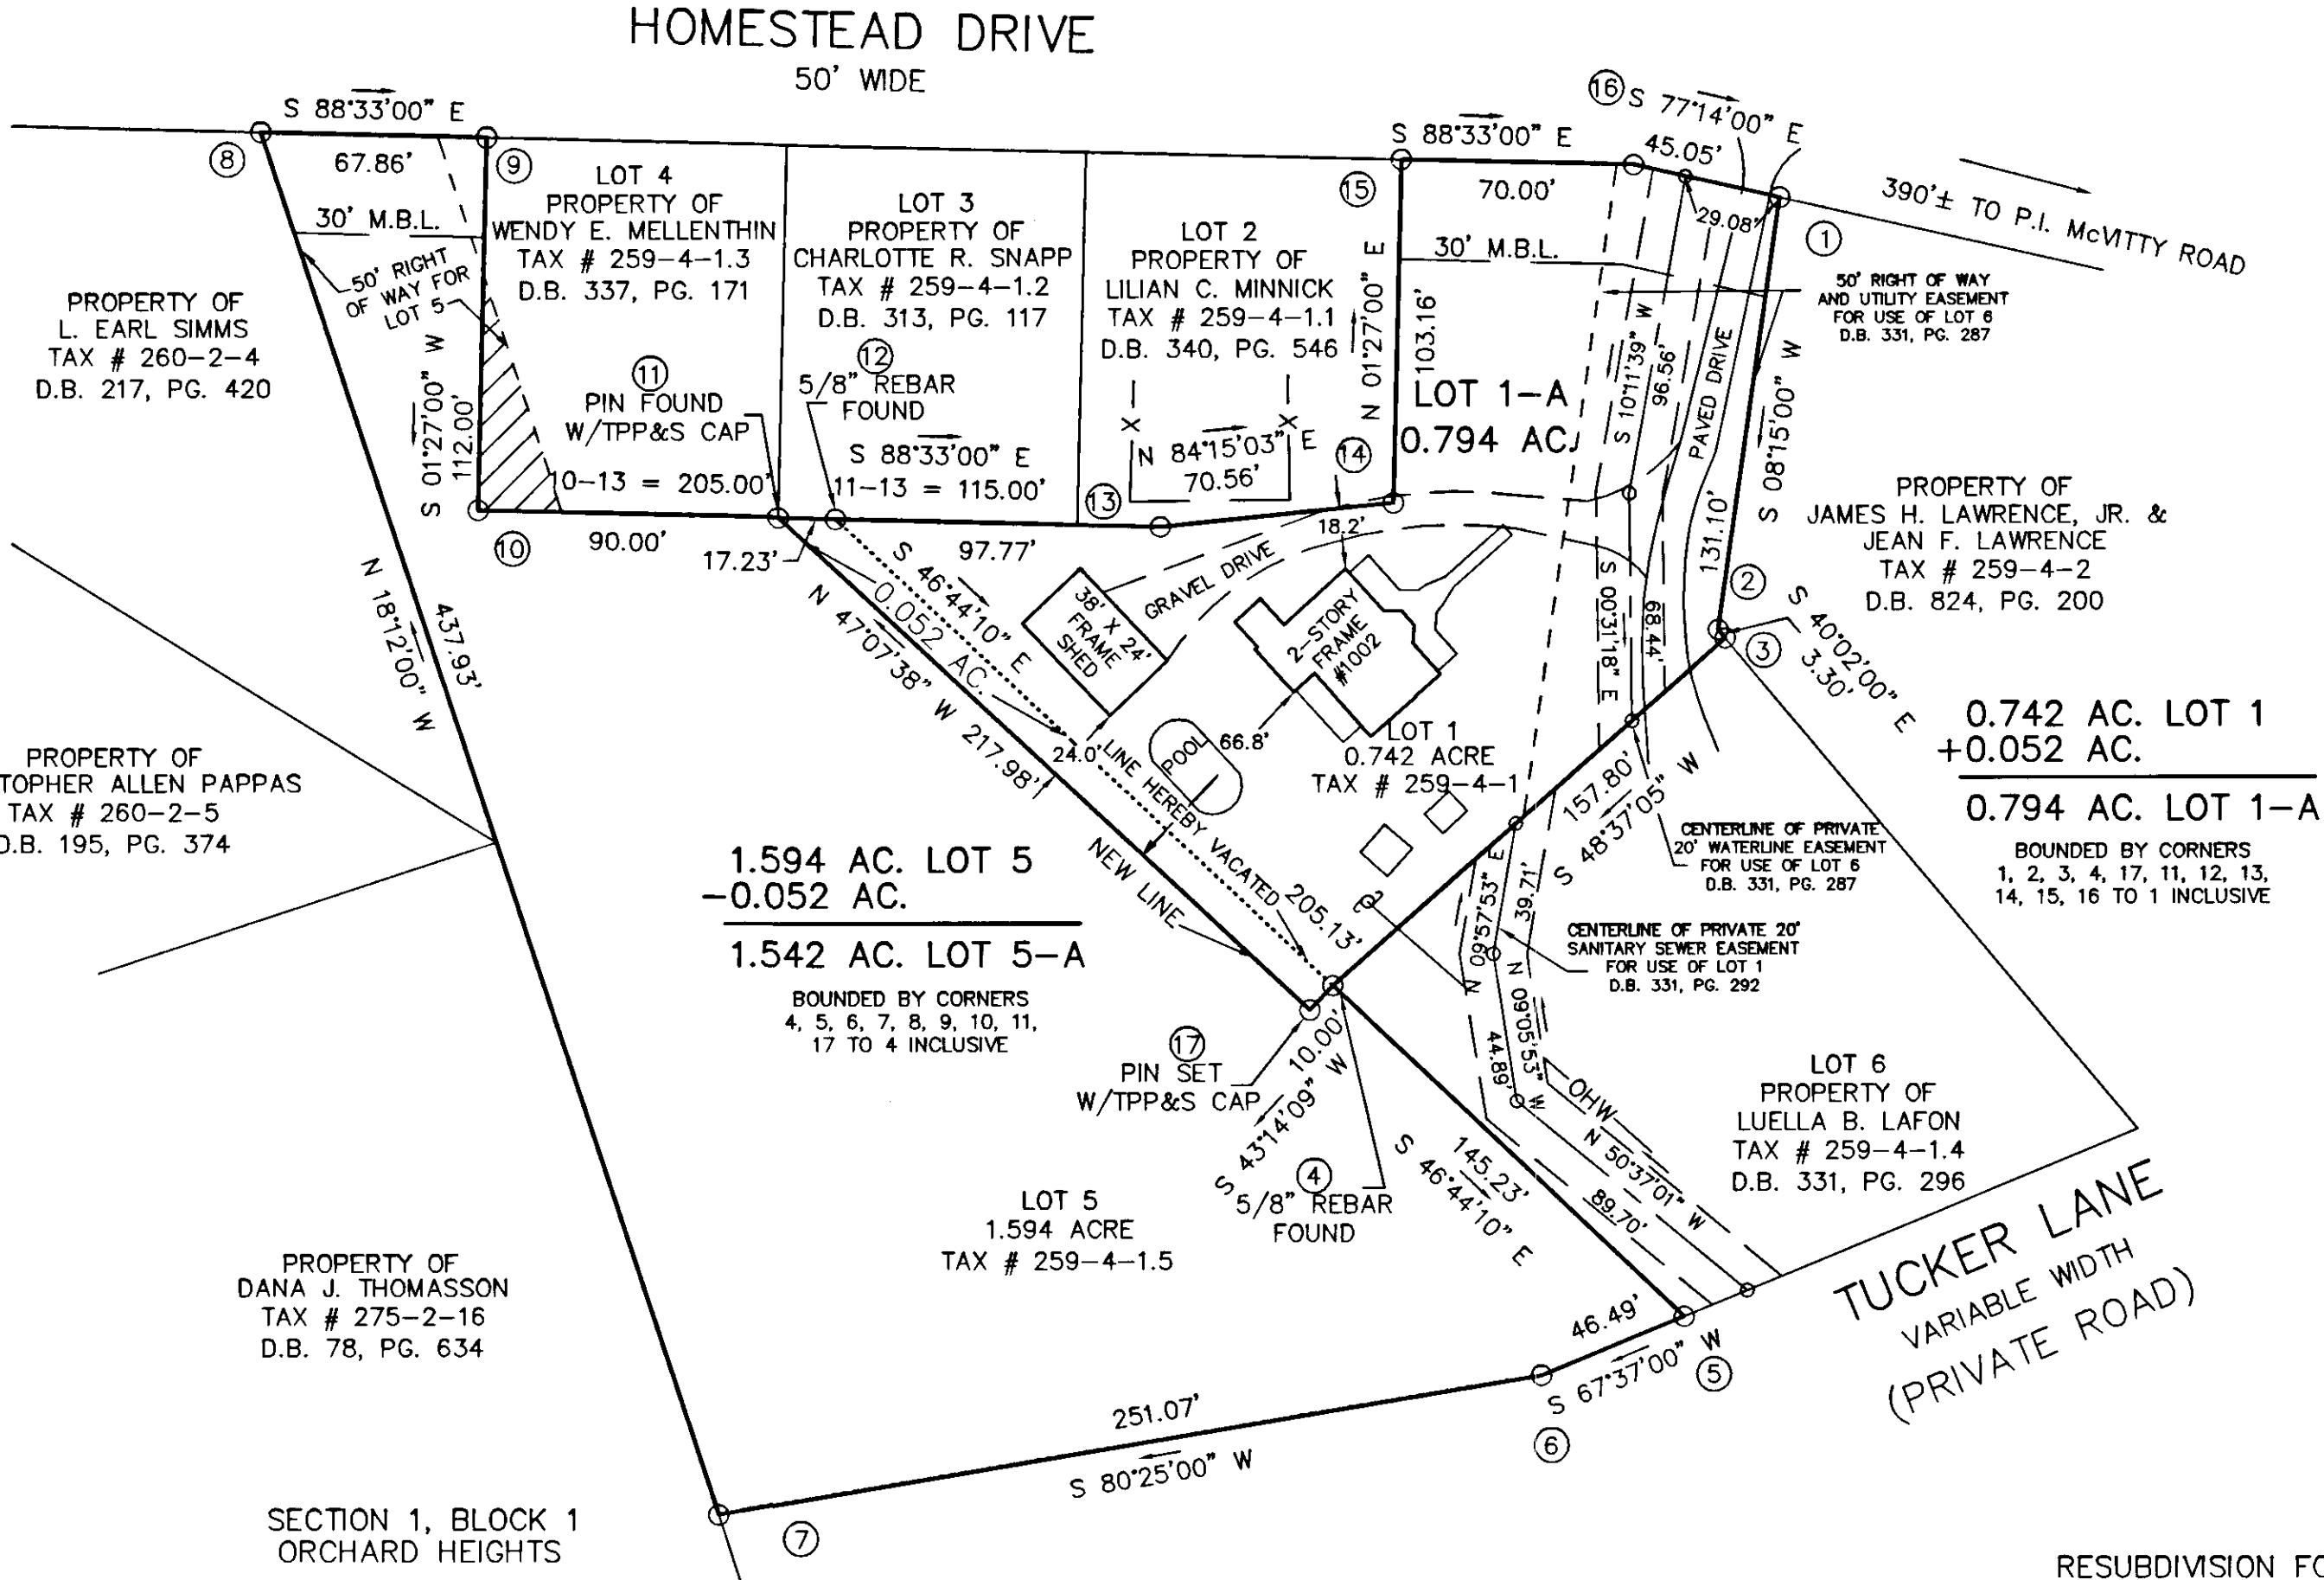 HOMESTEAD DRIVE
50' WIDE
S 88°33'00" E
67.86'
8
9
30' M.B.L.
50' RIGHT
OF WAY FOR
LOT 5
LOT 4
PROPERTY OF
WENDY E. MELLENTHIN
TAX # 259-4-1.3
D.B. 337, PG. 171
LOT 3
PROPERTY OF
CHARLOTTE R. SNAPP
TAX # 259-4-1.2
D.B. 313, PG. 117
LOT 2
PROPERTY OF
LILIAN C. MINNICK
TAX # 259-4-1.1
D.B. 340, PG. 546
S 88°33'00" E
70.00'
15
30' M.B.L.
N 01°27'00" E
103.16'
16
S 77°14'00" E
45.05'
29.08'
1
390'± TO P.I. McVITTY ROAD
50' RIGHT OF WAY
AND UTILITY EASEMENT
FOR USE OF LOT 6
D.B. 331, PG. 287
PROPERTY OF
L. EARL SIMMS
TAX # 260-2-4
D.B. 217, PG. 420
S 01°27'00" W
112.00'
11
PIN FOUND
W/TPP&S CAP
12
5/8" REBAR
FOUND
S 88°33'00" E
10-13 = 205.00'
11-13 = 115.00'
13
X
X
N 84°15'03" E
70.56'
14
LOT 1-A
0.794 AC.
S 10°11'39" W
96.56'
PAVED DRIVE
S 08°15'00" W
131.10'
PROPERTY OF
JAMES H. LAWRENCE, JR. &
JEAN F. LAWRENCE
TAX # 259-4-2
D.B. 824, PG. 200
10
90.00'
17.23'
97.77'
18.2'
GRAVEL DRIVE
38' X 24'
FRAME
SHED
2-STORY
FRAME
#1002
S 00°31'18" E
68.44'
2
3
S 40°02'00" E
3.30'
N 18°12'00" W
437.93'
S 46°44'10" E
0.052 AC.
N 47°07'38" W 217.98'
24.0'
LINE HEREBY VACATED
205.13'
POOL
66.8'
LOT 1
0.742 ACRE
TAX # 259-4-1
157.80'
S 48°37'05" W
0.742 AC. LOT 1
+0.052 AC.
0.794 AC. LOT 1-A
BOUNDED BY CORNERS
1, 2, 3, 4, 17, 11, 12, 13,
14, 15, 16 TO 1 INCLUSIVE
PROPERTY OF
TOPHER ALLEN PAPPAS
TAX # 260-2-5
D.B. 195, PG. 374
1.594 AC. LOT 5
-0.052 AC.
1.542 AC. LOT 5-A
BOUNDED BY CORNERS
4, 5, 6, 7, 8, 9, 10, 11,
17 TO 4 INCLUSIVE
NEW LINE
CENTERLINE OF PRIVATE
20' WATERLINE EASEMENT
FOR USE OF LOT 6
D.B. 331, PG. 287
N 09°57'53" E
39.71'
CENTERLINE OF PRIVATE 20'
SANITARY SEWER EASEMENT
FOR USE OF LOT 1
D.B. 331, PG. 292
17
PIN SET
W/TPP&S CAP
10.00'
S 43°14'09" W
4
5/8" REBAR
FOUND
N 09°05'53" W
44.89'
OHW
N 50°37'01" W
89.70'
145.23'
S 46°44'10" E
LOT 6
PROPERTY OF
LUELLA B. LAFON
TAX # 259-4-1.4
D.B. 331, PG. 296
LOT 5
1.594 ACRE
TAX # 259-4-1.5
PROPERTY OF
DANA J. THOMASSON
TAX # 275-2-16
D.B. 78, PG. 634
TUCKER LANE
VARIABLE WIDTH
(PRIVATE ROAD)
46.49'
S 67°37'00" W
5
6
251.07'
S 80°25'00" W
7
SECTION 1, BLOCK 1
ORCHARD HEIGHTS
RESUBDIVISION FO